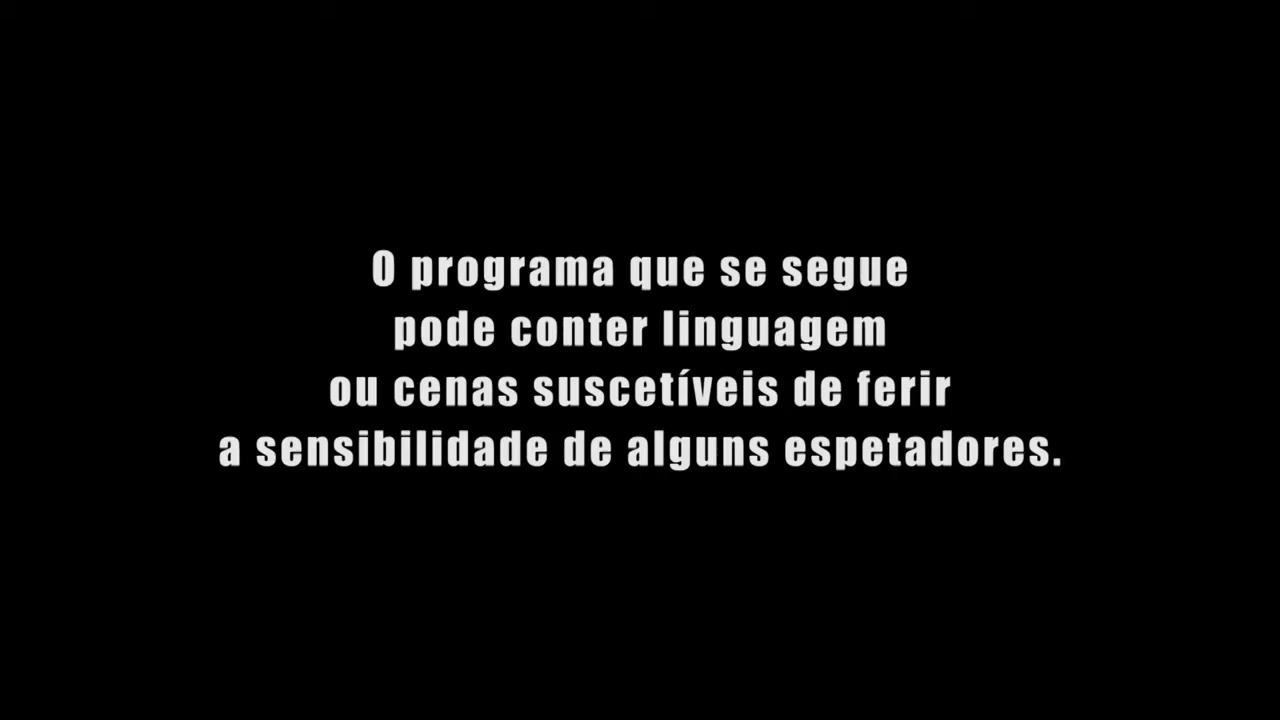 O programa que se segue
pode conter linguagem
ou cenas suscetíveis de ferir
a sensibilidade de alguns espetadores.